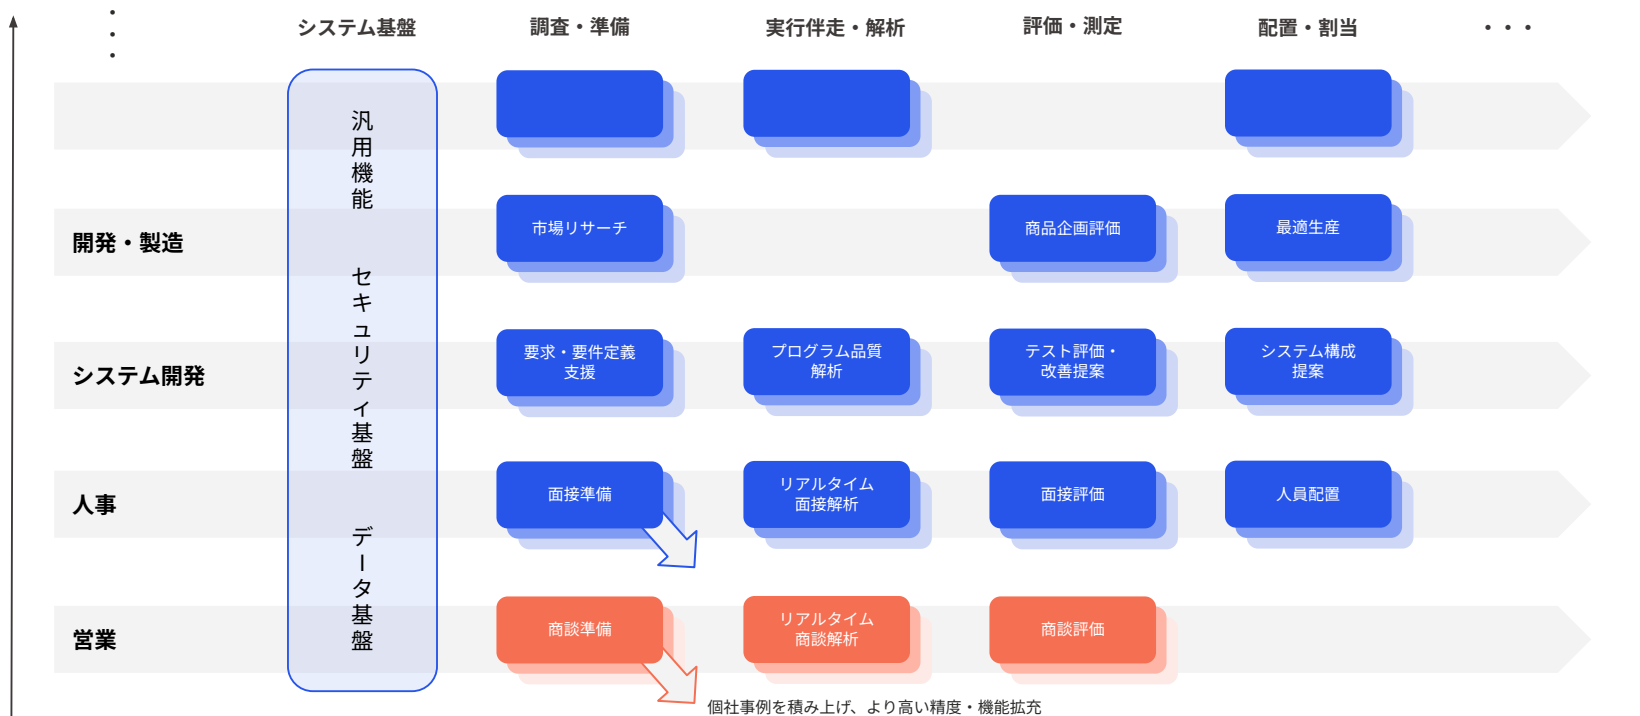 システム基盤
調査・準備
実行伴走・解析
評価・測定
配置・割当
・・・
汎用機能
セキュリティ基盤
データ基盤
開発・製造
市場リサーチ
商品企画評価
最適生産
システム開発
要求・要件定義
支援
プログラム品質
解析
テスト評価・
改善提案
システム構成
提案
人事
面接準備
リアルタイム
面接解析
面接評価
人員配置
営業
商談準備
リアルタイム
商談解析
商談評価
個社事例を積み上げ、より高い精度・機能拡充